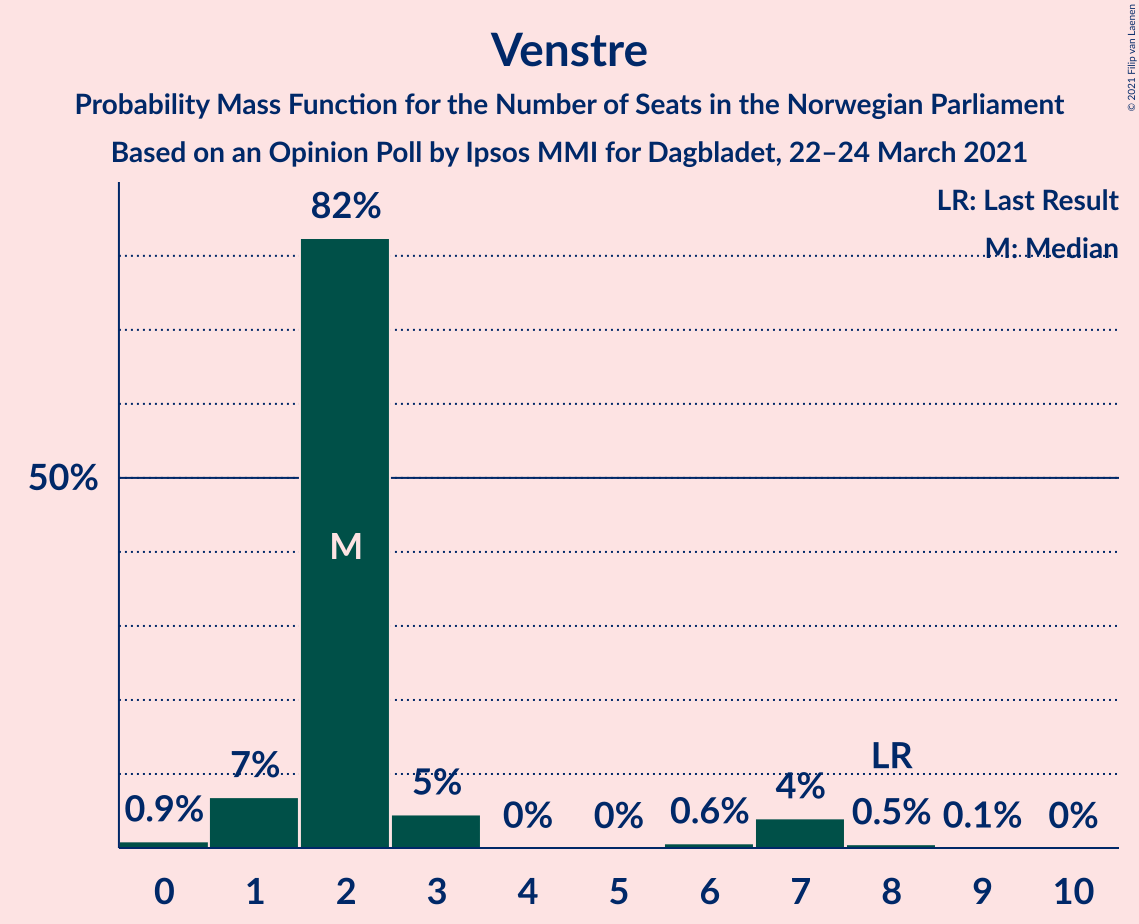 Venstre
Probability Mass Function for the Number of Seats in the Norwegian Parliament
Based on an Opinion Poll by Ipsos MMI for Dagbladet, 22–24 March 2021
© 2021 Filip van Laenen
LR: Last Result
M: Median
82%
50%
M
LR
7%
5%
4%
0.9%
0%
0%
0.6%
0.5%
0.1%
0%
0 1 2 3 4 5 6 7 8 9 10